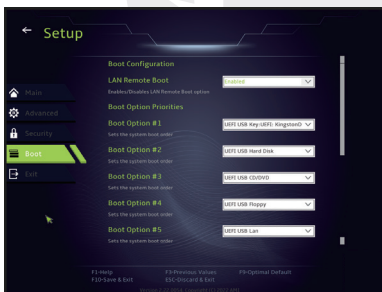 Setup
Boot Configuration
LAN Remote Boot
Enabled
Enables/Disables LAN Remote Boot option
Boot Option Priorities
Boot Option #1
UEFI USB Key:UEFI: KingstonD
Sets the system boot order
Boot Option #2
UEFI USB Hard Disk
Sets the system boot order
Boot Option #3
UEFI USB CD/DVD
Sets the system boot order
Boot Option #4
UEFI USB Floppy
Sets the system boot order
Boot Option #5
UEFI USB Lan
Sets the system boot order
Main
Advanced
Security
Boot
Exit
F1-Help
F3-Previous Values
F9-Optimal Default
F10-Save & Exit
ESC-Discard & Exit